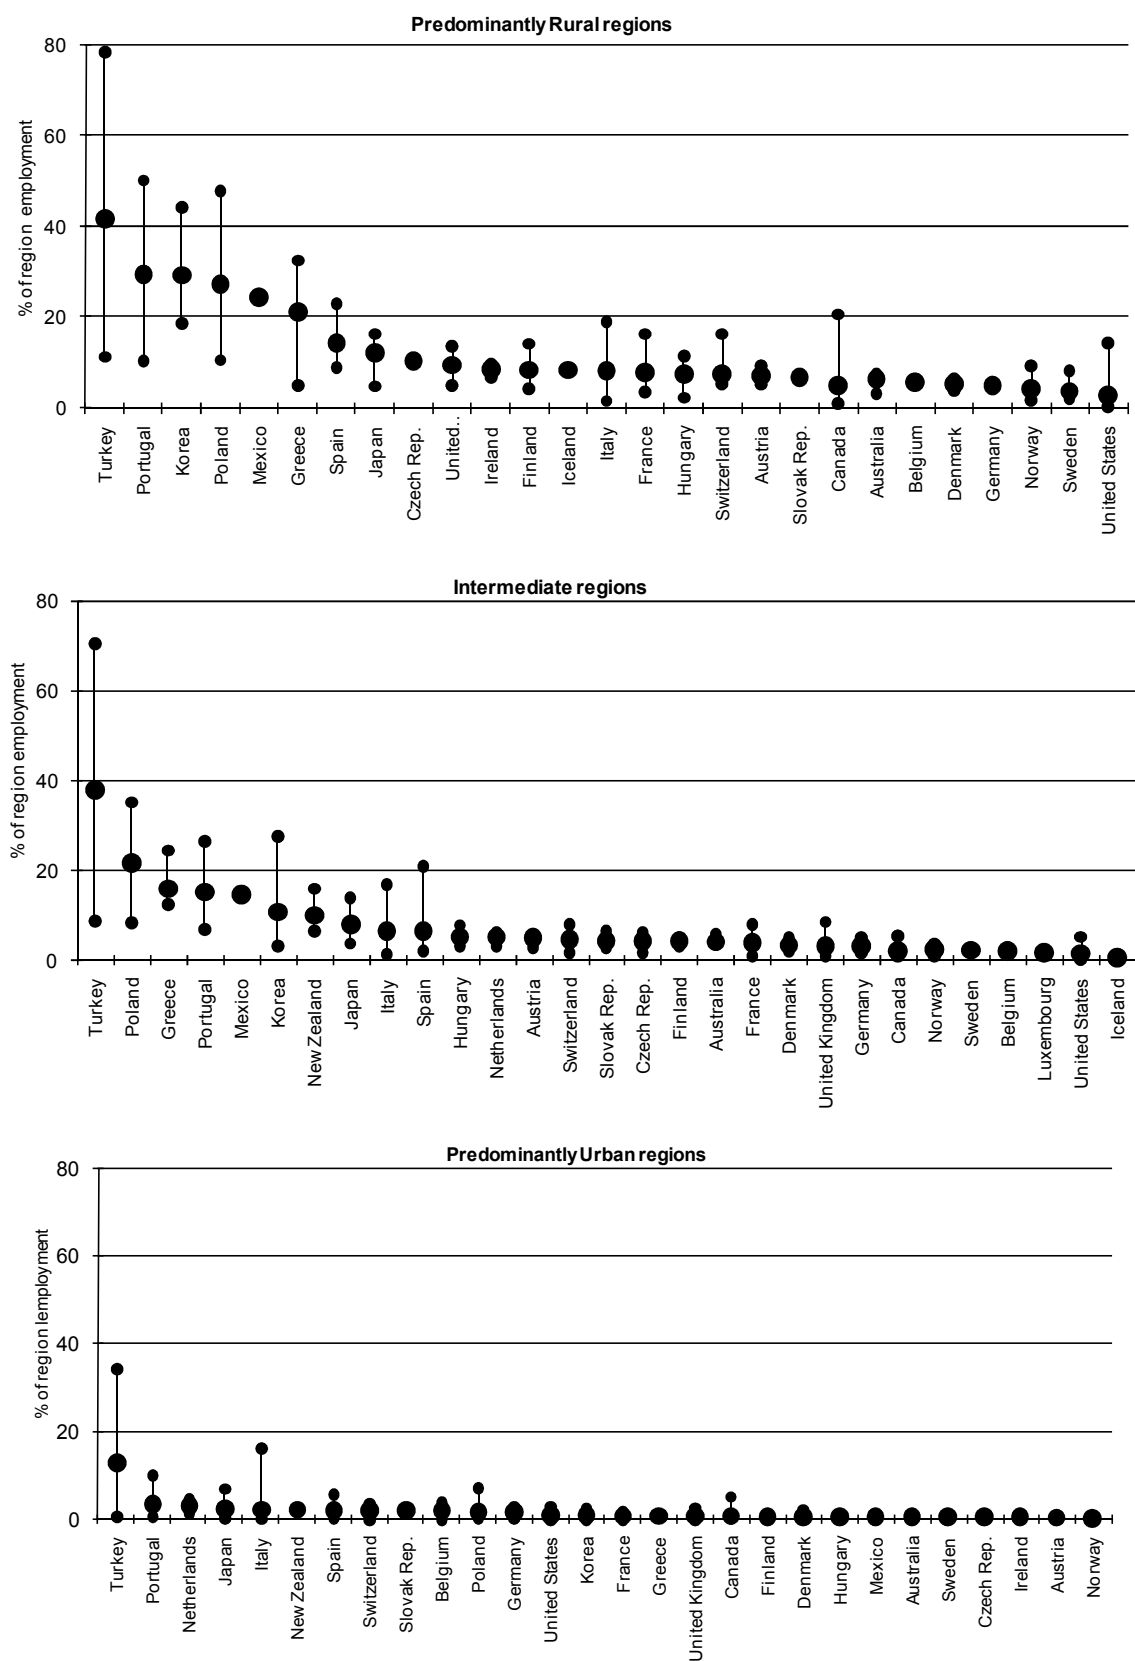 Predominantly Rural regions
% of region employment
80
60
40
20
0
Turkey
Portugal
Korea
Poland
Mexico
Greece
Spain
Japan
Czech Rep.
United..
Ireland
Finland
Iceland
Italy
France
Hungary
Switzerland
Austria
Slovak Rep.
Canada
Australia
Belgium
Denmark
Germany
Norway
Sweden
United States
Intermediate regions
% of region employment
80
60
40
20
0
Turkey
Poland
Greece
Portugal
Mexico
Korea
New Zealand
Japan
Italy
Spain
Hungary
Netherlands
Austria
Switzerland
Slovak Rep.
Czech Rep.
Finland
Australia
France
Denmark
United Kingdom
Germany
Canada
Norway
Sweden
Belgium
Luxembourg
United States
Iceland
Predominantly Urban regions
% of region lemployment
80
60
40
20
0
Turkey
Portugal
Netherlands
Japan
Italy
New Zealand
Spain
Switzerland
Slovak Rep.
Belgium
Poland
Germany
United States
Korea
France
Greece
United Kingdom
Canada
Finland
Denmark
Hungary
Mexico
Australia
Sweden
Czech Rep.
Ireland
Austria
Norway